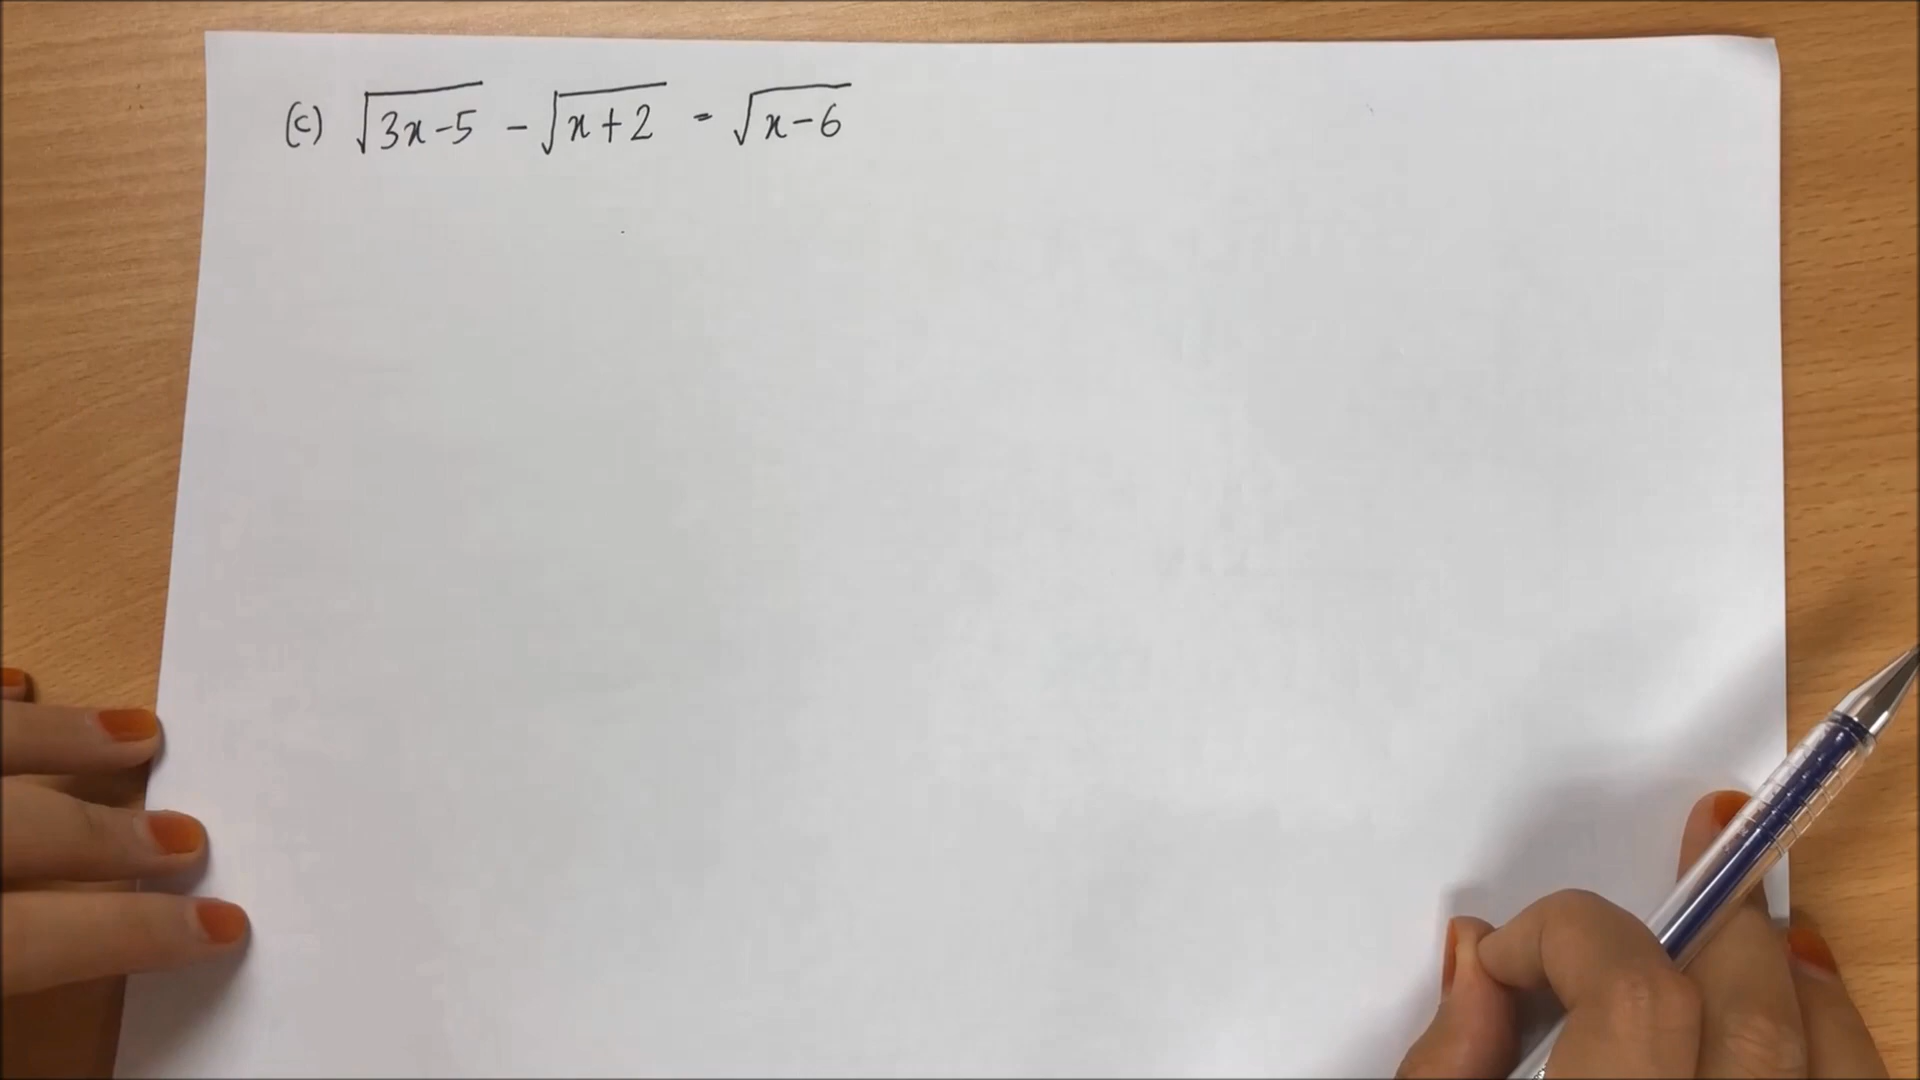 (c) √(3x-5) - √(x+2) = √(x-6)